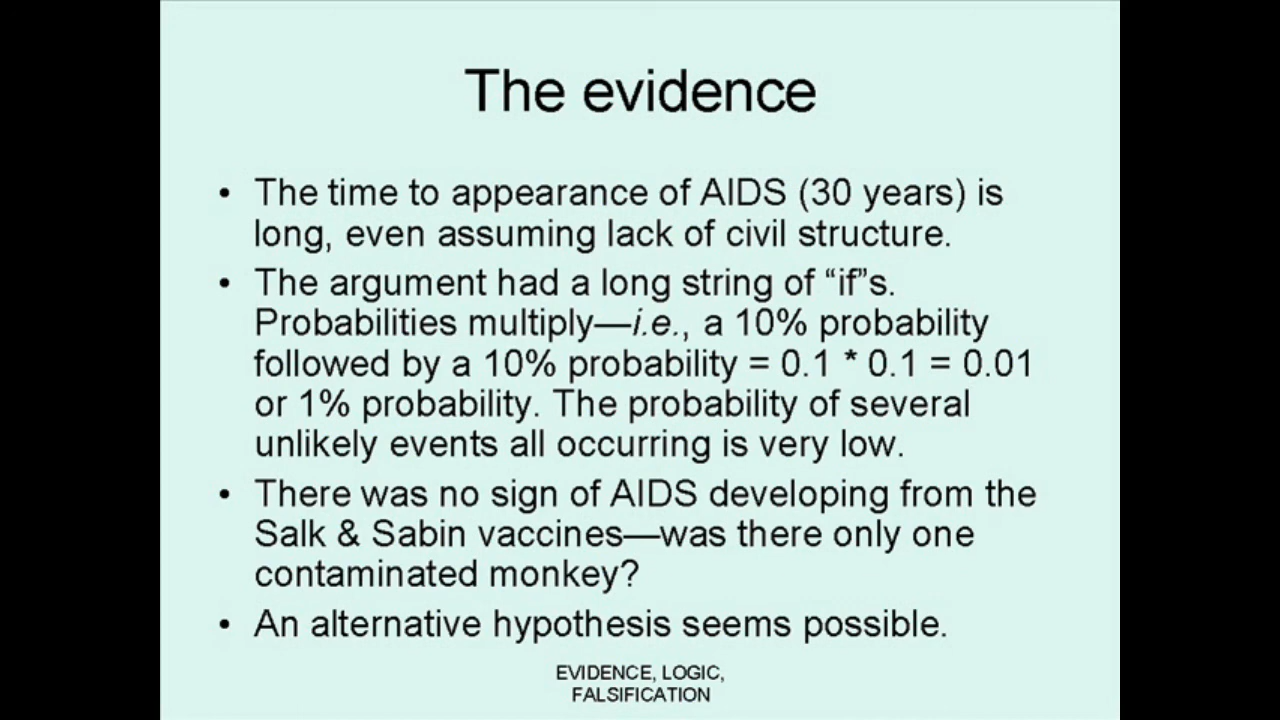 The evidence
• The time to appearance of AIDS (30 years) is
long, even assuming lack of civil structure.
• The argument had a long string of “if”s.
Probabilities multiply—i.e., a 10% probability
followed by a 10% probability = 0.1 * 0.1 = 0.01
or 1% probability. The probability of several
unlikely events all occurring is very low.
• There was no sign of AIDS developing from the
Salk & Sabin vaccines—was there only one
contaminated monkey?
• An alternative hypothesis seems possible.
EVIDENCE, LOGIC,
FALSIFICATION